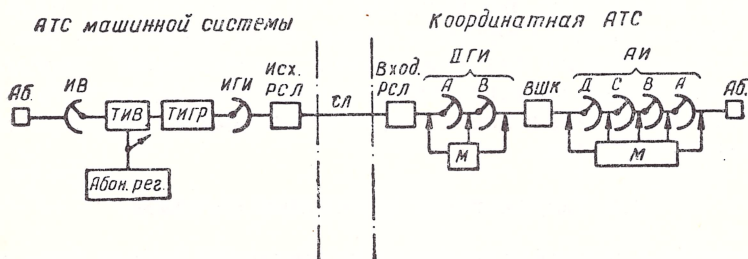 АТС машинной системы
Координатная АТС
Аб.
ИВ
ТИВ
ТИГР
ИГИ
Исх. РСЛ
СЛ
Вход. РСЛ
II ГИ
А
В
М
ВШК
АИ
Д
С
В
А
М
Аб.
Абон. рег.